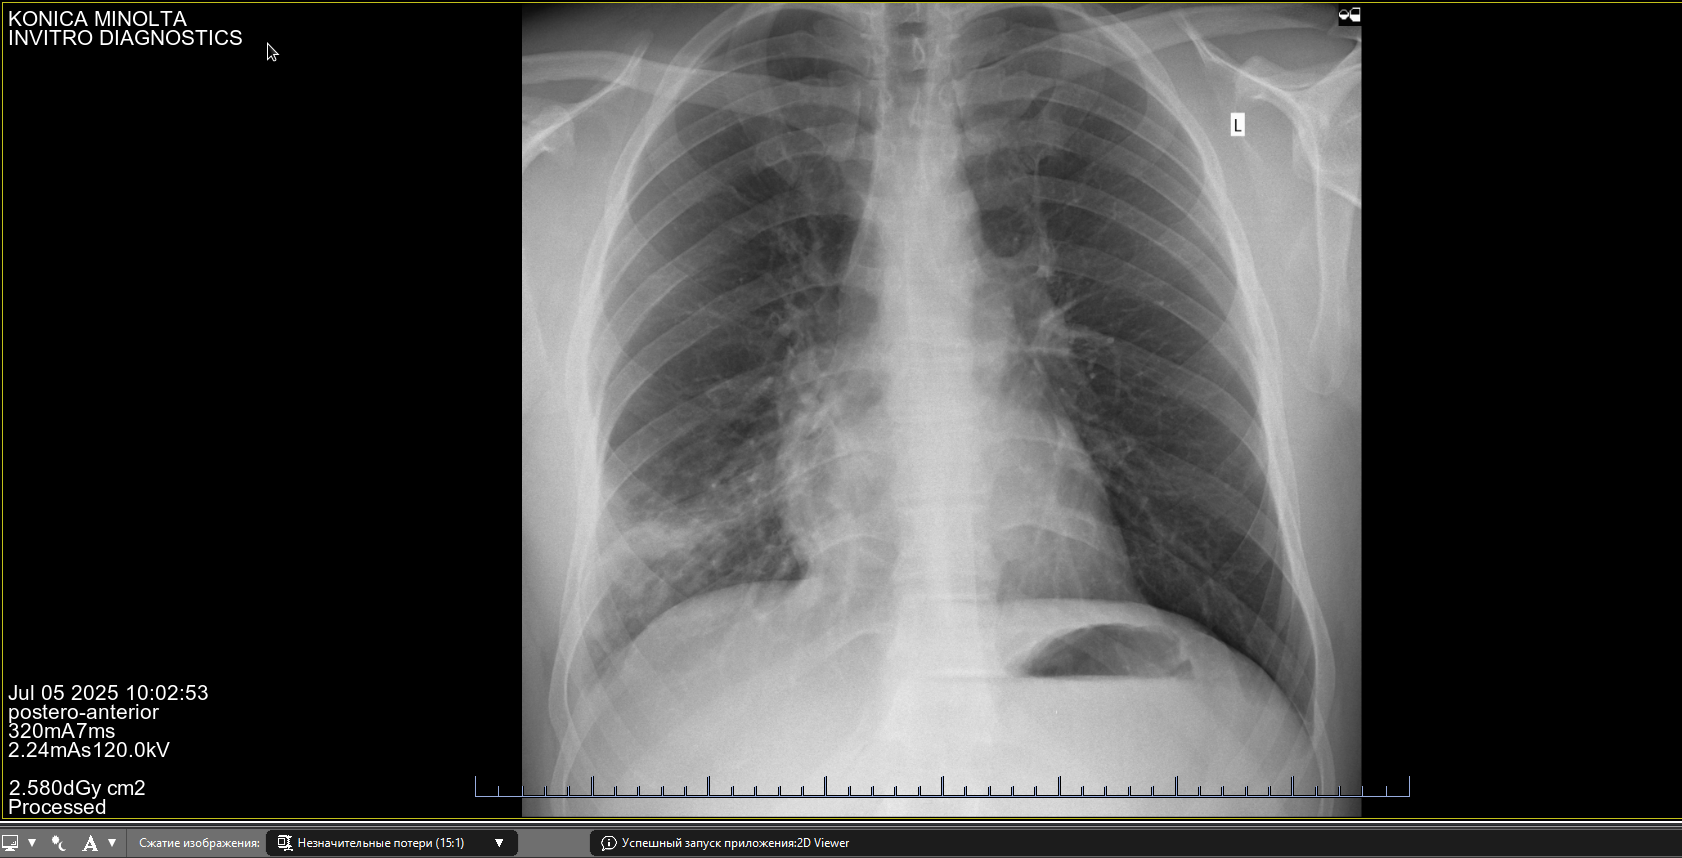 KONICA MINOLTA
INVITRO DIAGNOSTICS
L
Jul 05 2025 10:02:53
postero-anterior
320mA7ms
2.24mAs120.0kV
2.580dGy cm2
Processed
A
Сжатие изображения:
Незначительные потери (15:1)
Успешный запуск приложения:2D Viewer